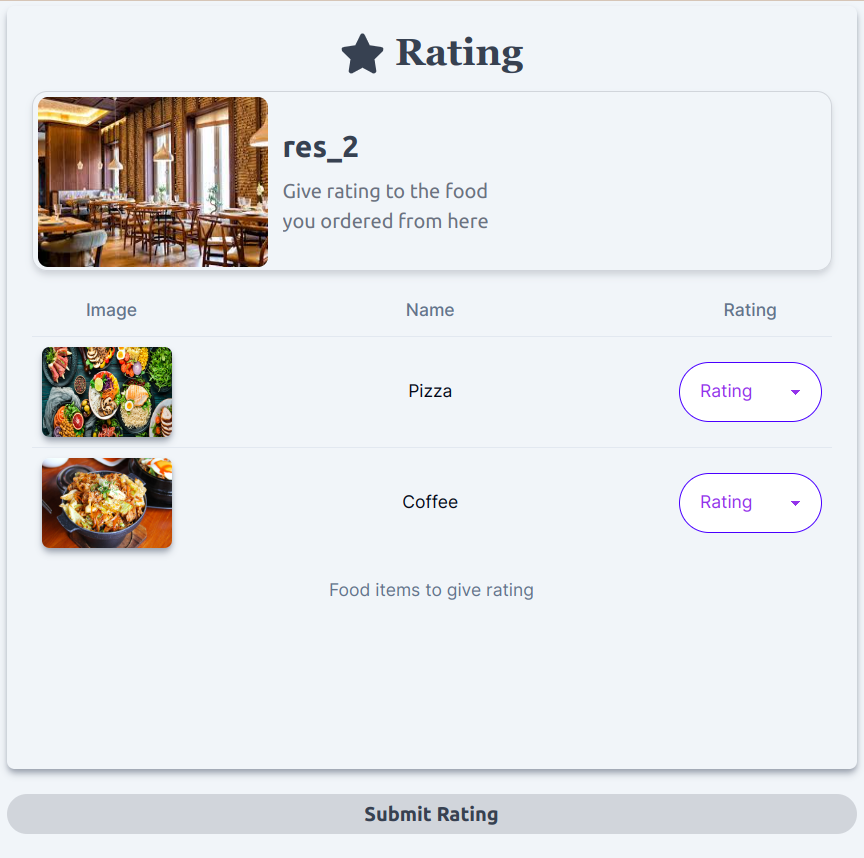 Rating
res_2
Give rating to the food
you ordered from here
Image Name Rating
Pizza Rating
Coffee Rating
Food items to give rating
Submit Rating